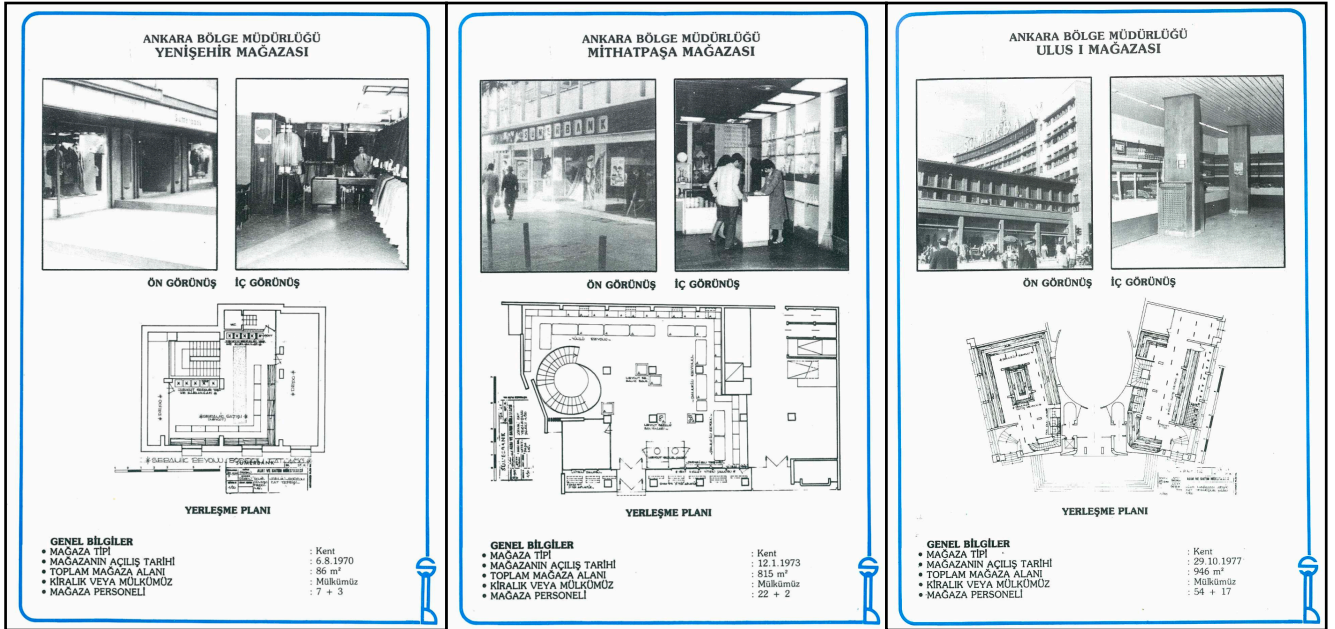 ANKARA BÖLGE MÜDÜRLÜĞÜ
YENİŞEHİR MAĞAZASI
ÖN GÖRÜNÜŞ İÇ GÖRÜNÜŞ
YERLEŞME PLANI
GENEL BİLGİLER
• MAĞAZA TİPİ : Kent
• MAĞAZANIN AÇILIŞ TARİHİ : 6.8.1970
• TOPLAM MAĞAZA ALANI : 86 m²
• KİRALIK VEYA MÜLKÜMÜZ : Mülkümüz
• MAĞAZA PERSONELİ : 7 + 3
ANKARA BÖLGE MÜDÜRLÜĞÜ
MİTHATPAŞA MAĞAZASI
SÜMERBANK
ÖN GÖRÜNÜŞ İÇ GÖRÜNÜŞ
YERLEŞME PLANI
GENEL BİLGİLER
• MAĞAZA TİPİ : Kent
• MAĞAZANIN AÇILIŞ TARİHİ : 12.1.1973
• TOPLAM MAĞAZA ALANI : 815 m²
• KİRALIK VEYA MÜLKÜMÜZ : Mülkümüz
• MAĞAZA PERSONELİ : 22 + 2
ANKARA BÖLGE MÜDÜRLÜĞÜ
ULUS I MAĞAZASI
ÖN GÖRÜNÜŞ İÇ GÖRÜNÜŞ
YERLEŞME PLANI
GENEL BİLGİLER
• MAĞAZA TİPİ : Kent
• MAĞAZANIN AÇILIŞ TARİHİ : 29.10.1977
• TOPLAM MAĞAZA ALANI : 946 m²
• KİRALIK VEYA MÜLKÜMÜZ : Mülkümüz
• MAĞAZA PERSONELİ : 54 + 17